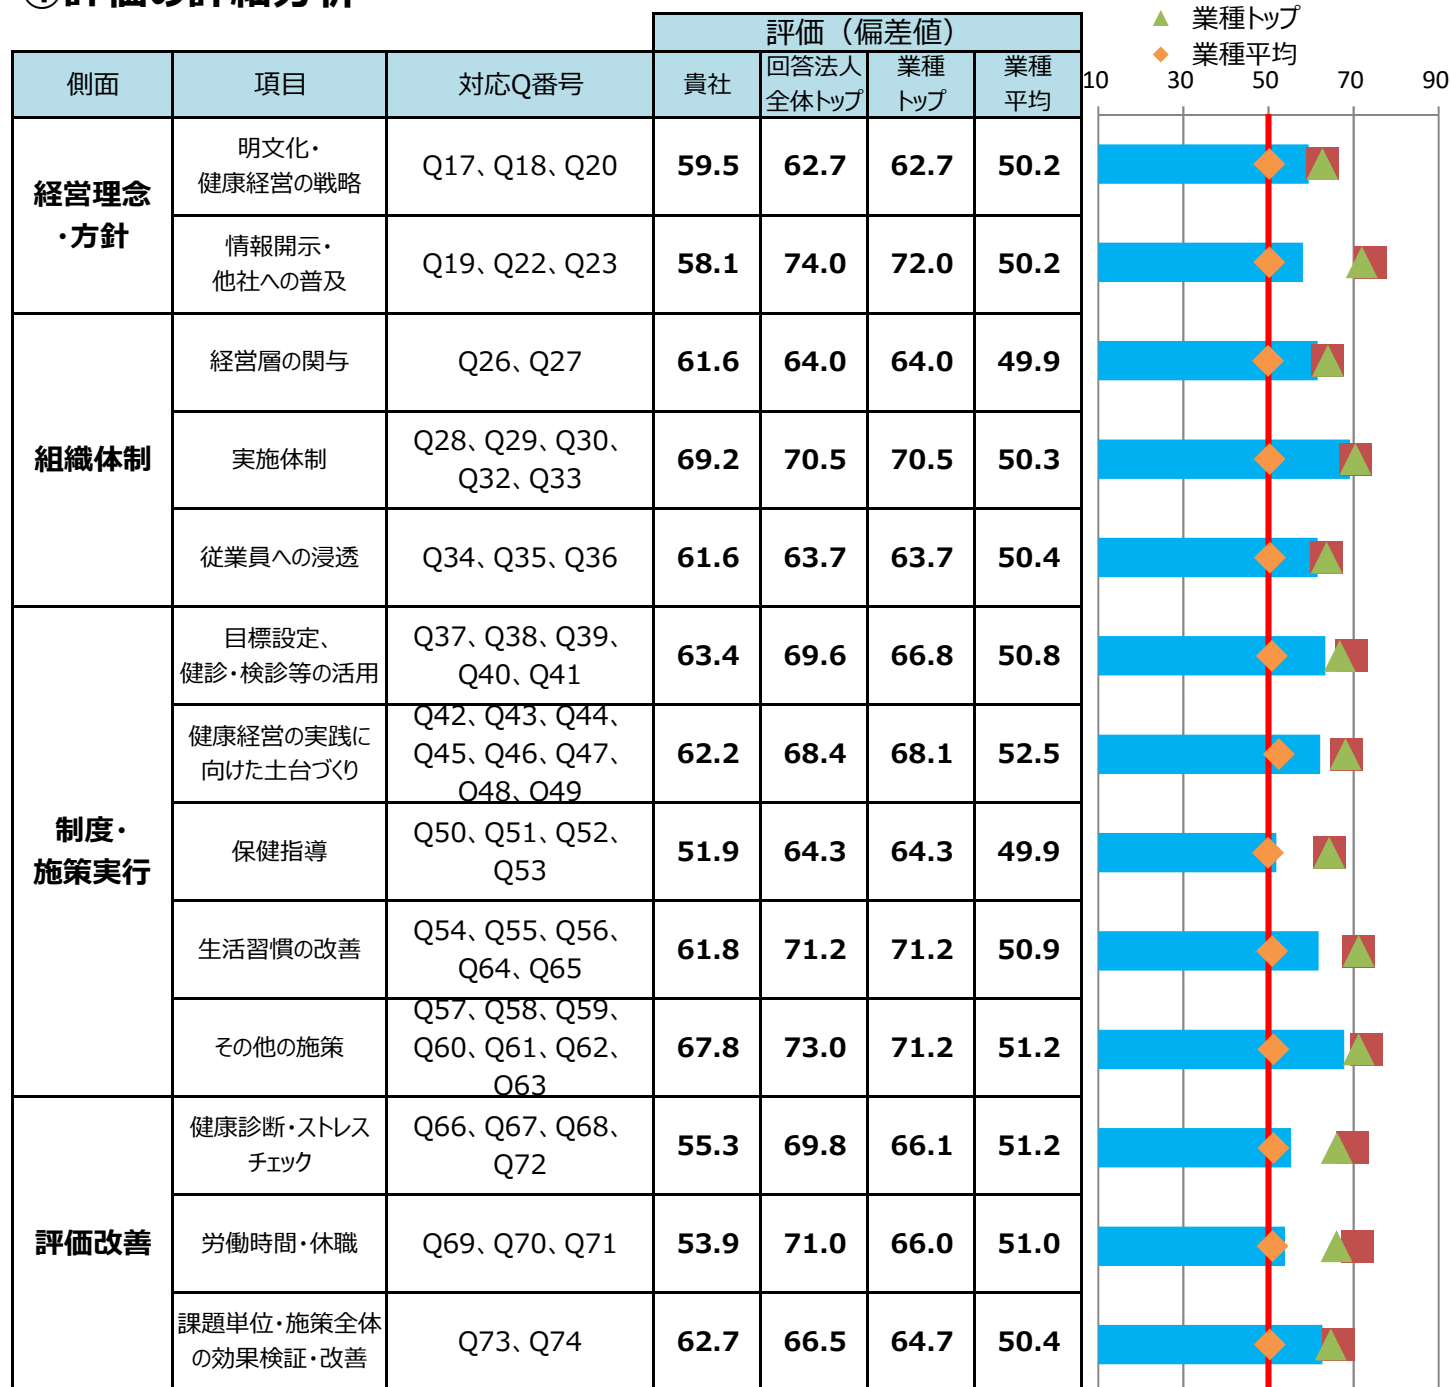 ①評価の詳細分析
▲ 業種トップ
◆ 業種平均
評価（偏差値）
側面 項目 対応Q番号 貴社 回答法人全体トップ 業種トップ 業種平均
10 30 50 70 90
経営理念・方針
明文化・
健康経営の戦略
Q17、Q18、Q20
59.5 62.7 62.7 50.2
情報開示・
他社への普及
Q19、Q22、Q23
58.1 74.0 72.0 50.2
組織体制
経営層の関与
Q26、Q27
61.6 64.0 64.0 49.9
実施体制
Q28、Q29、Q30、
Q32、Q33
69.2 70.5 70.5 50.3
従業員への浸透
Q34、Q35、Q36
61.6 63.7 63.7 50.4
制度・
施策実行
目標設定、
健診・検診等の活用
Q37、Q38、Q39、
Q40、Q41
63.4 69.6 66.8 50.8
健康経営の実践に
向けた土台づくり
Q42、Q43、Q44、
Q45、Q46、Q47、
Q48、Q49
62.2 68.4 68.1 52.5
保健指導
Q50、Q51、Q52、
Q53
51.9 64.3 64.3 49.9
生活習慣の改善
Q54、Q55、Q56、
Q64、Q65
61.8 71.2 71.2 50.9
その他の施策
Q57、Q58、Q59、
Q60、Q61、Q62、
Q63
67.8 73.0 71.2 51.2
評価改善
健康診断・ストレス
チェック
Q66、Q67、Q68、
Q72
55.3 69.8 66.1 51.2
労働時間・休職
Q69、Q70、Q71
53.9 71.0 66.0 51.0
課題単位・施策全体
の効果検証・改善
Q73、Q74
62.7 66.5 64.7 50.4